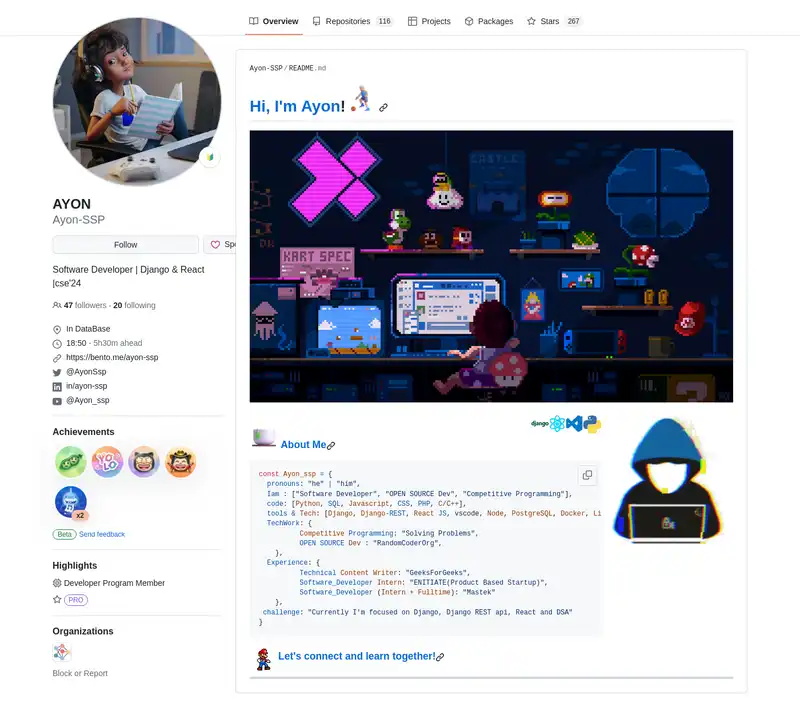 Overview
Repositories 116
Projects
Packages
Stars 267
AYON
Ayon-SSP
Follow
Spo
Software Developer | Django & React
|cse'24
47 followers · 20 following
In DataBase
18:50 - 5h30m ahead
https://bento.me/ayon-ssp
@AyonSsp
in/ayon-ssp
@Ayon_ssp
Achievements
YOLO
x2
Beta Send feedback
Highlights
Developer Program Member
PRO
Organizations
Block or Report
Ayon-SSP/README.md
Hi, I'm Ayon!
CASTLE
KART SPEC
django
About Me
const Ayon_ssp = {
pronouns: "he" | "him",
Iam : ["Software Developer", "OPEN SOURCE Dev", "Competitive Programming"],
code: [Python, SQL, Javascript, CSS, PHP, C/C++],
tools & Tech: [Django, Django-REST, React JS, vscode, Node, PostgreSQL, Docker, Li
TechWork: {
Competitive Programming: "Solving Problems",
OPEN SOURCE Dev : "RandomCoderOrg",
},
Experience: {
Technical Content Writer: "GeeksForGeeks",
Software_Developer Intern: "ENITIATE(Product Based Startup)",
Software_Developer (Intern + Fulltime): "Mastek"
},
challenge: "Currently I'm focused on Django, Django REST api, React and DSA"
}
Let's connect and learn together!